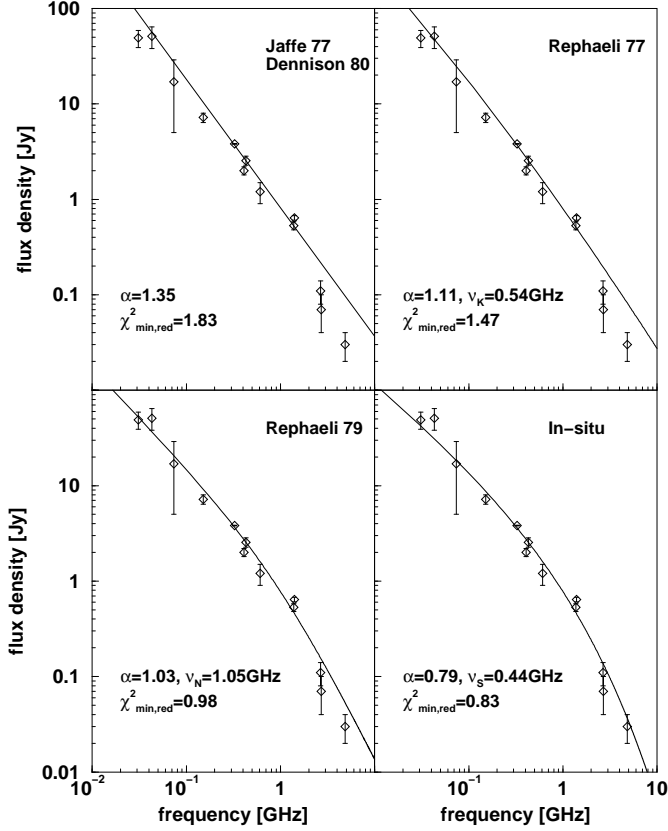 100
10
1
0.1
flux density [Jy]
Jaffe 77
Dennison 80
α=1.35
χ²min,red=1.83
Rephaeli 77
α=1.11, νK=0.54GHz
χ²min,red=1.47
10
1
0.1
0.01
flux density [Jy]
Rephaeli 79
α=1.03, νN=1.05GHz
χ²min,red=0.98
In−situ
α=0.79, νS=0.44GHz
χ²min,red=0.83
10⁻² 10⁻¹ 1 10⁻¹ 1 10
frequency [GHz] frequency [GHz]